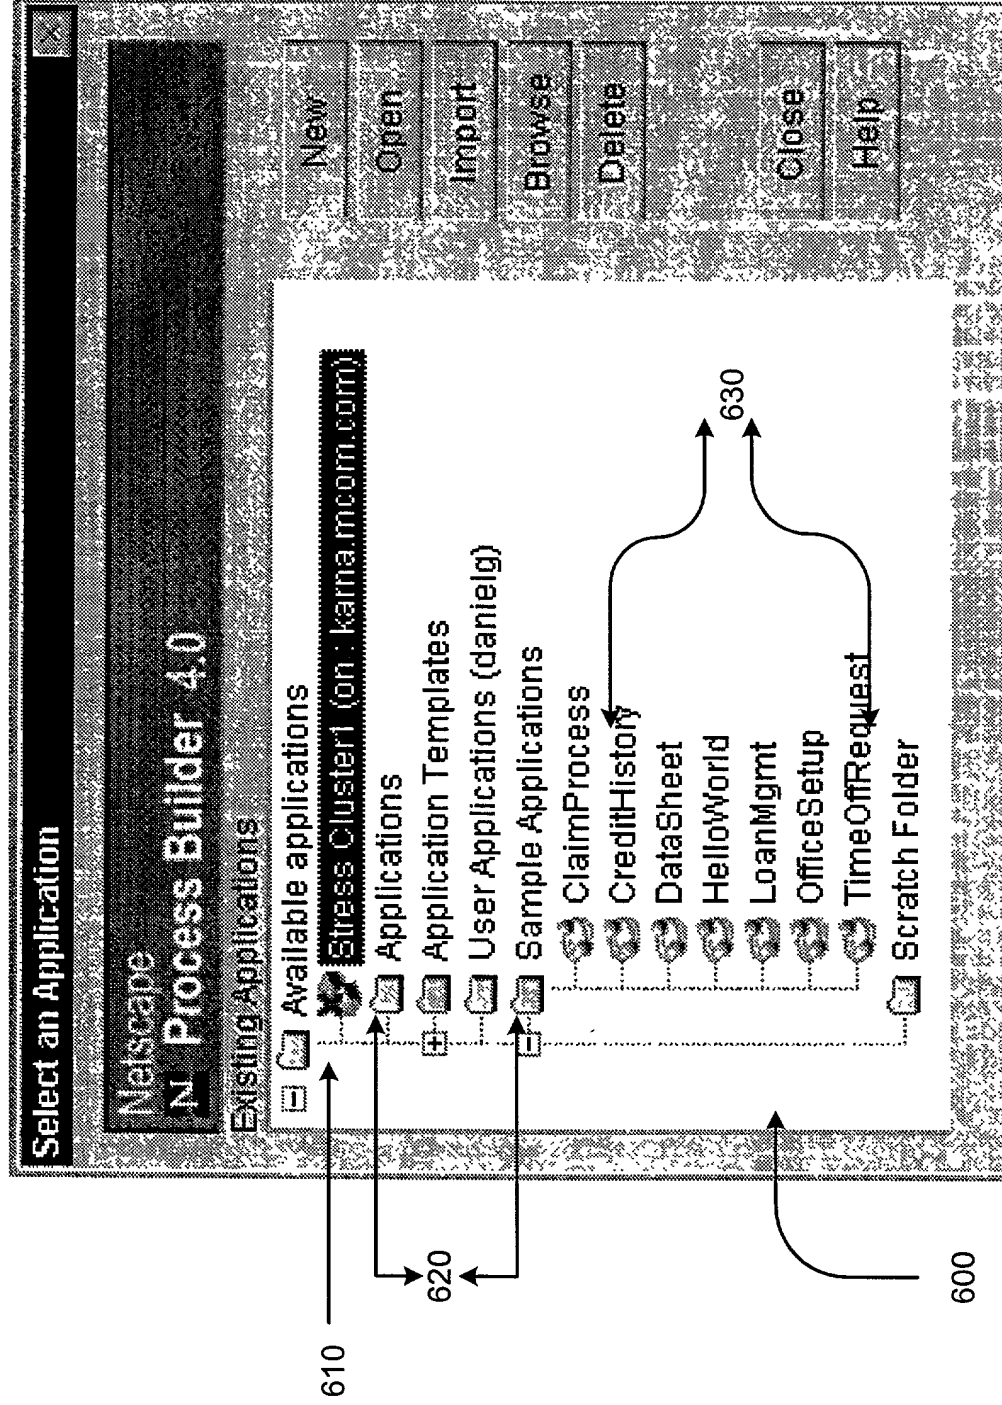 Select an Application
Netscape
N Process Builder 4.0
Existing Applications
Available applications
Stress Cluster1 (on : karna.mcom.com)
Applications
Application Templates
User Applications (danielg)
Sample Applications
ClaimProcess
CreditHistory
DataSheet
HelloWorld
LoanMgmt
OfficeSetup
TimeOffRequest
Scratch Folder
New
Open
Import
Browse
Delete
Close
Help
610
620
630
600